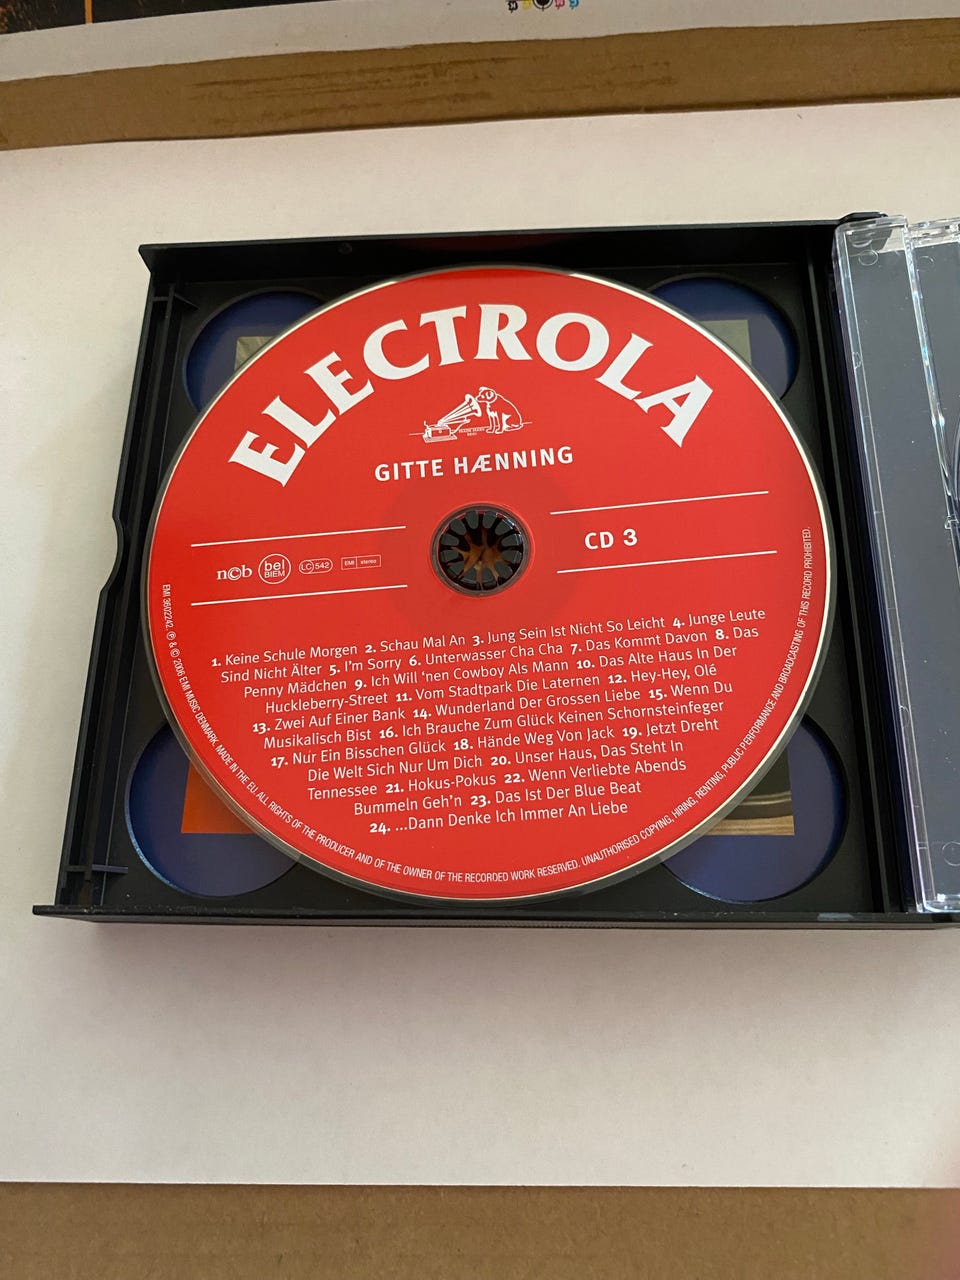 ELECTROLA
GITTE HÆNNING
CD 3
n©b
bel
BIEM
LC 542
EMI stereo
1. Keine Schule Morgen 2. Schau Mal An 3. Jung Sein Ist Nicht So Leicht 4. Junge Leute
Sind Nicht Älter 5. I'm Sorry 6. Unterwasser Cha Cha 7. Das Kommt Davon 8. Das
Penny Mädchen 9. Ich Will 'nen Cowboy Als Mann 10. Das Alte Haus In Der
Huckleberry-Street 11. Vom Stadtpark Die Laternen 12. Hey-Hey, Olé
13. Zwei Auf Einer Bank 14. Wunderland Der Grossen Liebe 15. Wenn Du
Musikalisch Bist 16. Ich Brauche Zum Glück Keinen Schornsteinfeger
17. Nur Ein Bisschen Glück 18. Hände Weg Von Jack 19. Jetzt Dreht
Die Welt Sich Nur Um Dich 20. Unser Haus, Das Steht In
Tennessee 21. Hokus-Pokus 22. Wenn Verliebte Abends
Bummeln Geh'n 23. Das Ist Der Blue Beat
24. ...Dann Denke Ich Immer An Liebe
EMI 3602242. ℗ & © 2006 EMI MUSIC DENMARK. MADE IN THE EU. ALL RIGHTS OF THE PRODUCER AND OF THE OWNER OF THE RECORDED WORK RESERVED. UNAUTHORISED COPYING, HIRING, RENTING, PUBLIC PERFORMANCE AND BROADCASTING OF THIS RECORD PROHIBITED.